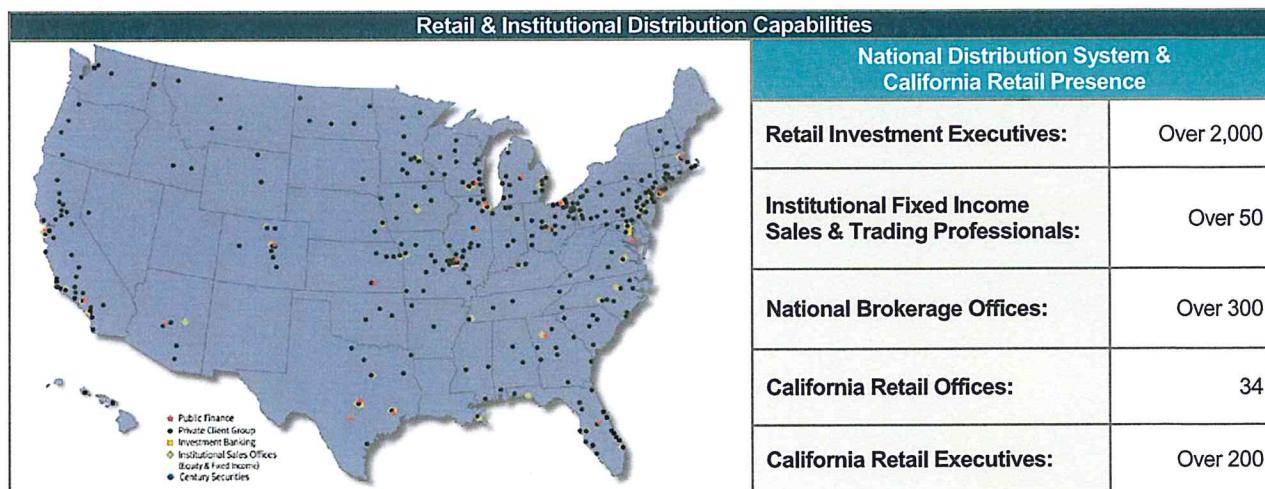 Retail & Institutional Distribution Capabilities
National Distribution System &
California Retail Presence
Retail Investment Executives: Over 2,000
Institutional Fixed Income
Sales & Trading Professionals: Over 50
National Brokerage Offices: Over 300
California Retail Offices: 34
California Retail Executives: Over 200
Public Finance
Private Client Group
Investment Banking
Institutional Sales Offices
(Equity & Fixed Income)
Century Securities